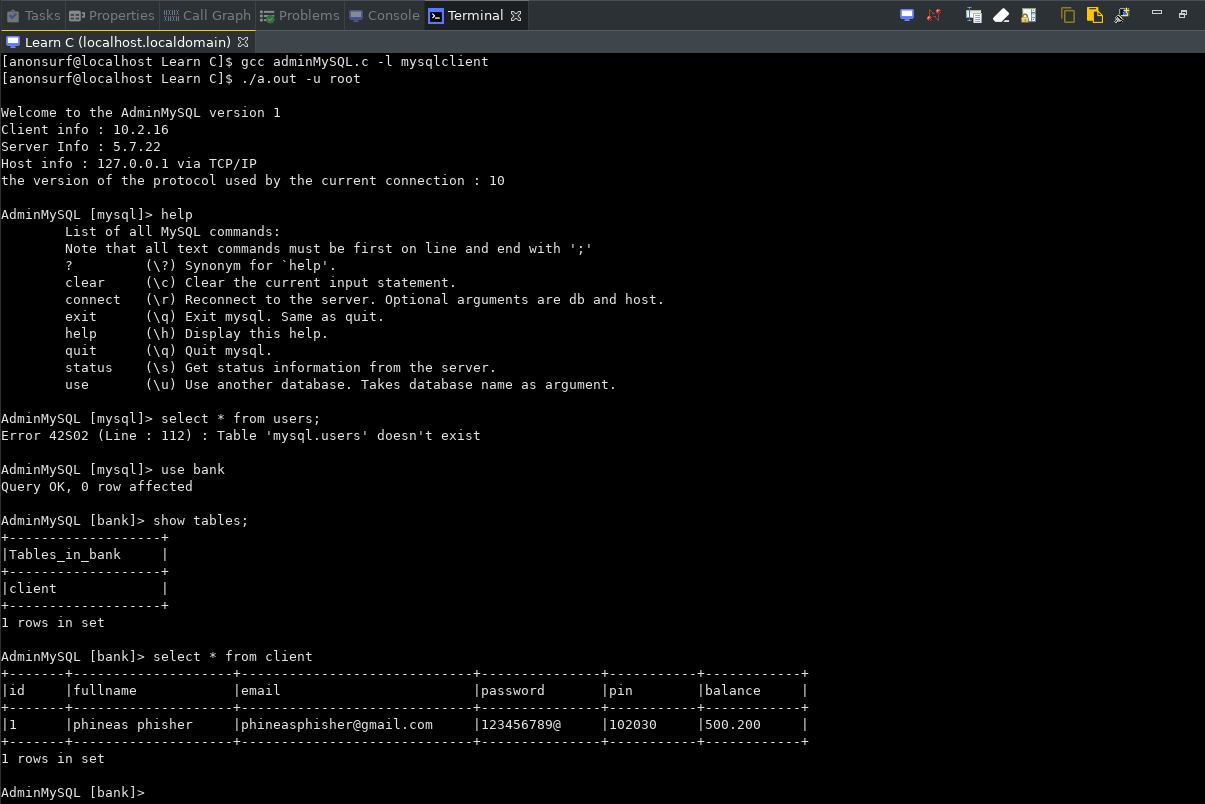 Tasks Properties Call Graph Problems Console Terminal
Learn C (localhost.localdomain)
[anonsurf@localhost Learn C]$ gcc adminMySQL.c -l mysqlclient
[anonsurf@localhost Learn C]$ ./a.out -u root
Welcome to the AdminMySQL version 1
Client info : 10.2.16
Server Info : 5.7.22
Host info : 127.0.0.1 via TCP/IP
the version of the protocol used by the current connection : 10
AdminMySQL [mysql]> help
        List of all MySQL commands:
        Note that all text commands must be first on line and end with ';'
        ?         (\?) Synonym for `help'.
        clear     (\c) Clear the current input statement.
        connect   (\r) Reconnect to the server. Optional arguments are db and host.
        exit      (\q) Exit mysql. Same as quit.
        help      (\h) Display this help.
        quit      (\q) Quit mysql.
        status    (\s) Get status information from the server.
        use       (\u) Use another database. Takes database name as argument.
AdminMySQL [mysql]> select * from users;
Error 42S02 (Line : 112) : Table 'mysql.users' doesn't exist
AdminMySQL [mysql]> use bank
Query OK, 0 row affected
AdminMySQL [bank]> show tables;
+-------------------+
|Tables_in_bank     |
+-------------------+
|client             |
+-------------------+
1 rows in set
AdminMySQL [bank]> select * from client
+-------+--------------------+-----------------------------+---------------+-----------+------------+
|id     |fullname            |email                        |password       |pin        |balance     |
+-------+--------------------+-----------------------------+---------------+-----------+------------+
|1      |phineas phisher     |phineasphisher@gmail.com     |123456789@     |102030     |500.200     |
+-------+--------------------+-----------------------------+---------------+-----------+------------+
1 rows in set
AdminMySQL [bank]>